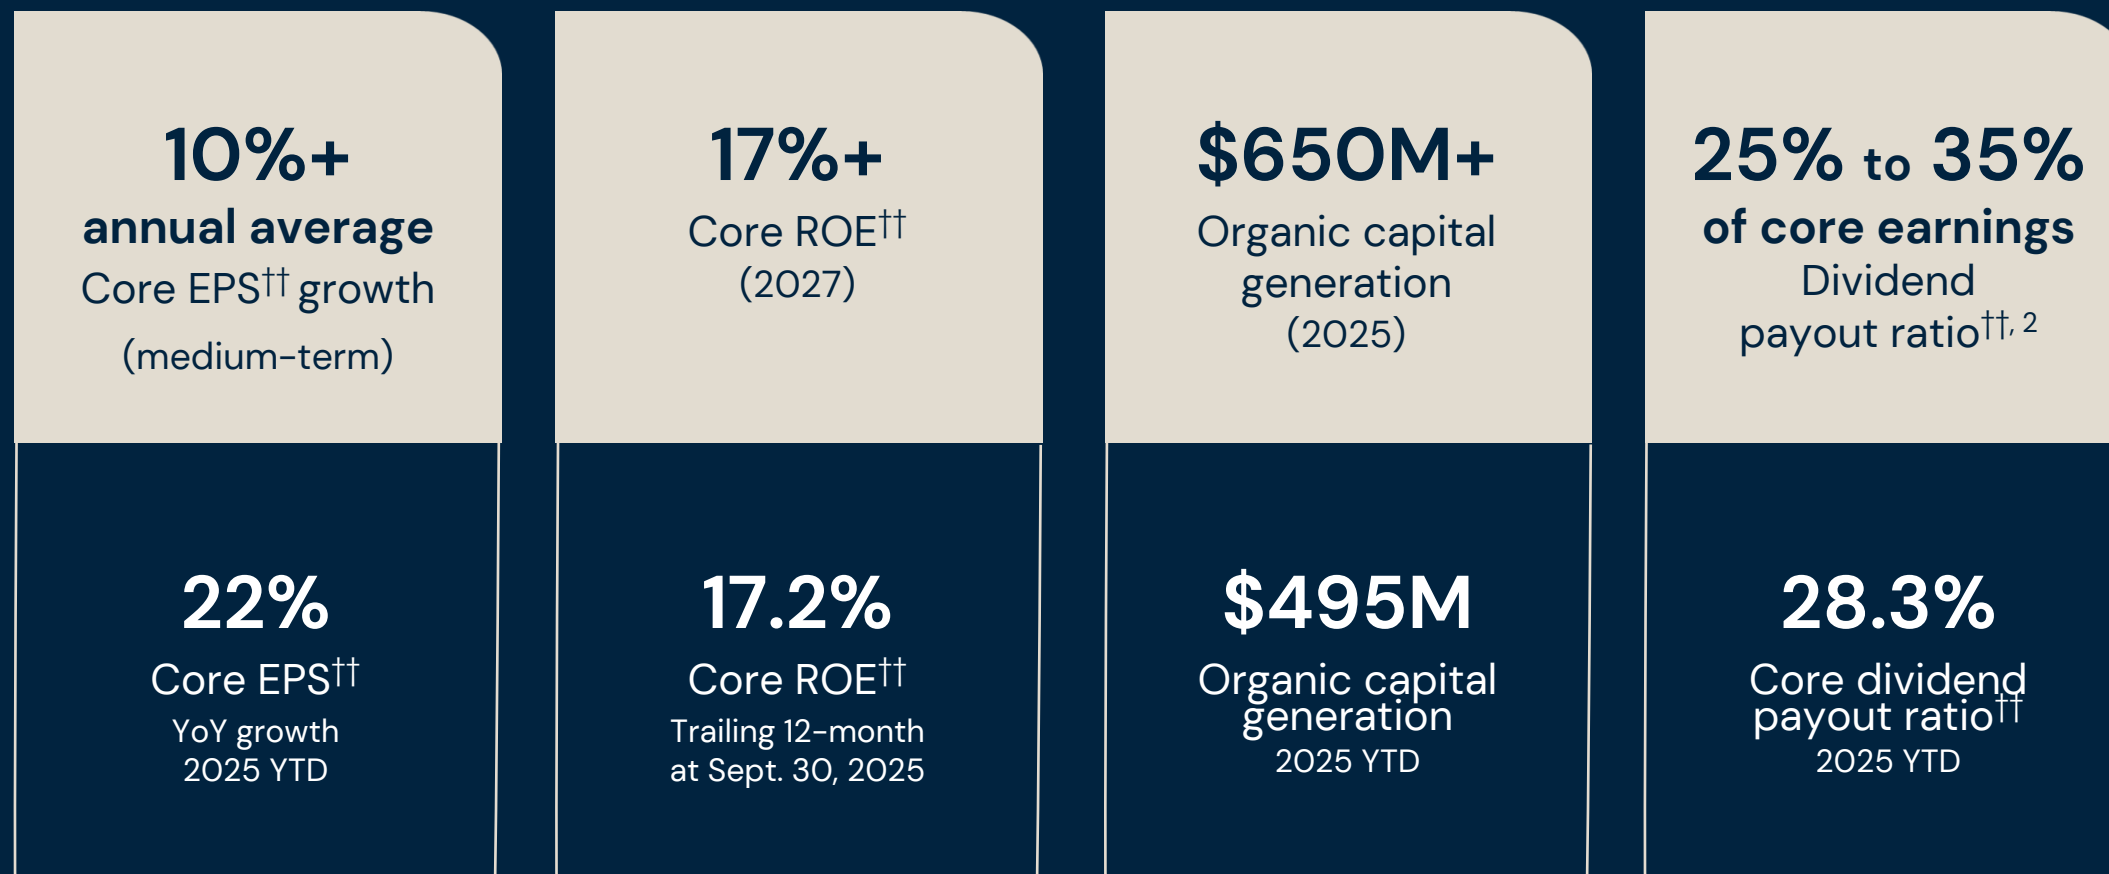 10%+
annual average
Core EPS†† growth
(medium-term)
17%+
Core ROE††
(2027)
$650M+
Organic capital
generation
(2025)
25% to 35%
of core earnings
Dividend
payout ratio††, 2
22%
Core EPS††
YoY growth
2025 YTD
17.2%
Core ROE††
Trailing 12-month
at Sept. 30, 2025
$495M
Organic capital
generation
2025 YTD
28.3%
Core dividend
payout ratio††
2025 YTD